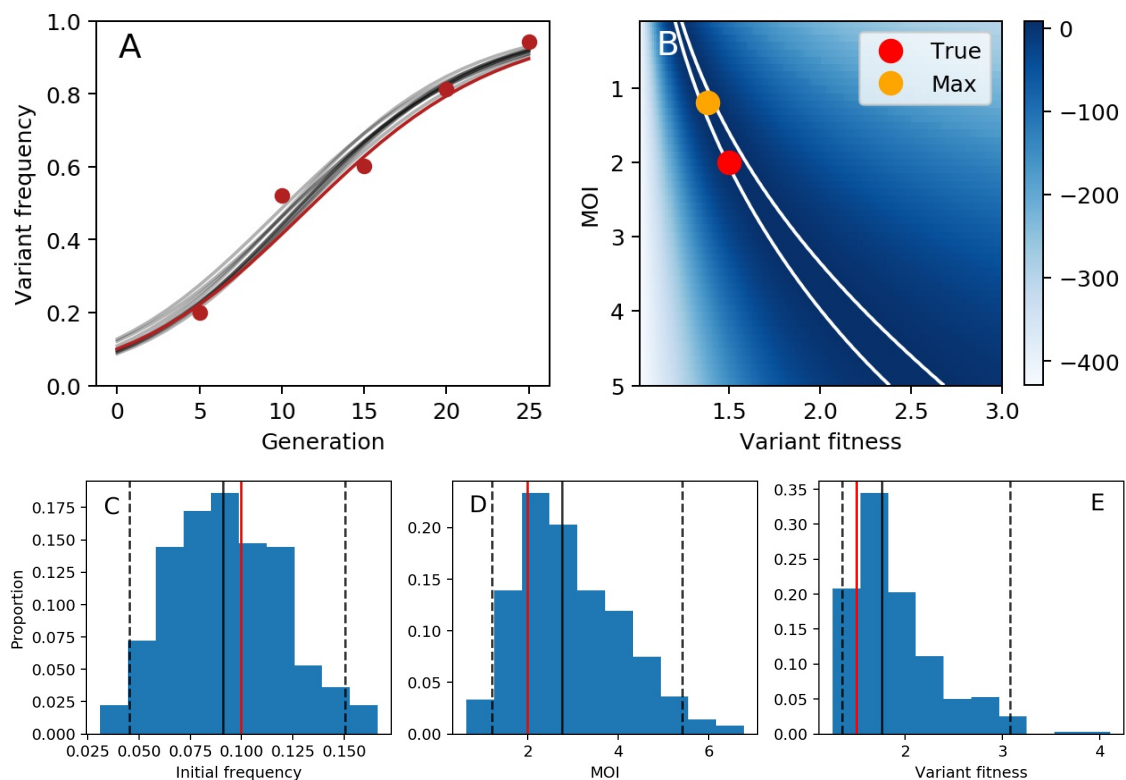 A
1.0
0.8
0.6
0.4
0.2
0.0
Variant frequency
0 5 10 15 20 25
Generation
B
True
Max
1
2
3
4
5
MOI
1.5 2.0 2.5 3.0
Variant fitness
0
−100
−200
−300
−400
C
0.175
0.150
0.125
0.100
0.075
0.050
0.025
0.000
Proportion
0.025 0.050 0.075 0.100 0.125 0.150
Initial frequency
D
0.20
0.15
0.10
0.05
0.00
2 4 6
MOI
E
0.35
0.30
0.25
0.20
0.15
0.10
0.05
0.00
2 3 4
Variant fitness